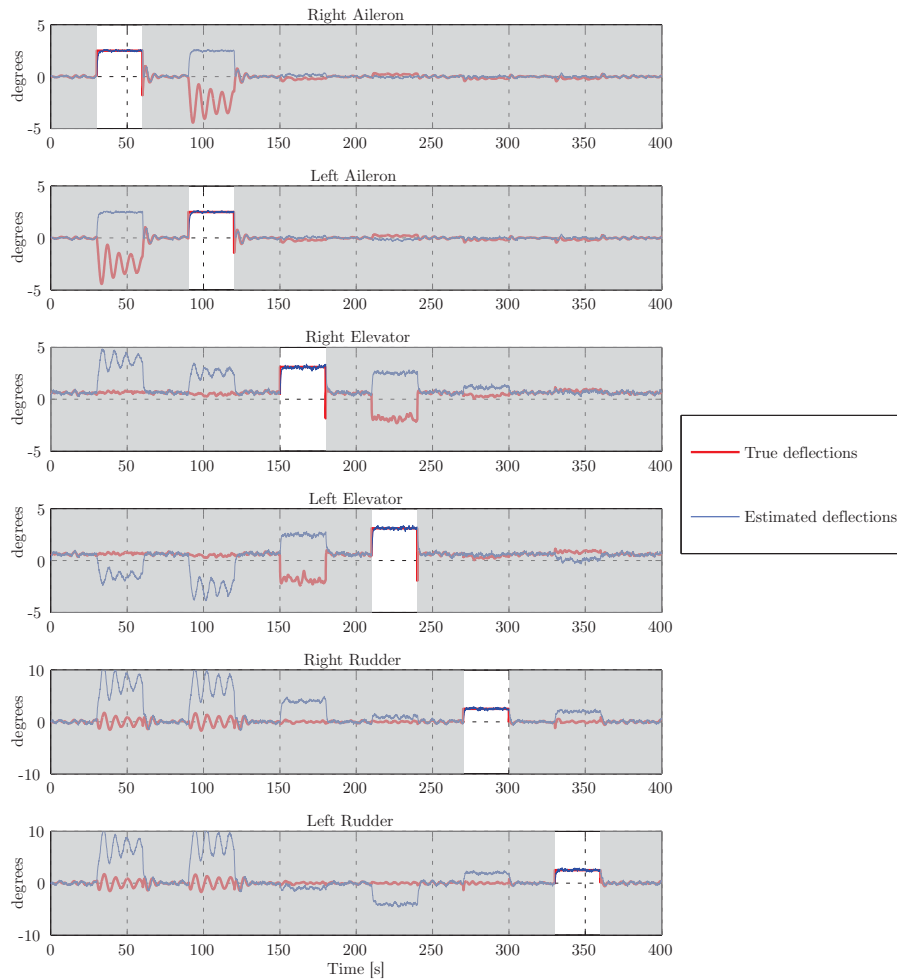 Right Aileron
degrees
5
0
-5
0 50 100 150 200 250 300 350 400
Left Aileron
degrees
5
0
-5
0 50 100 150 200 250 300 350 400
Right Elevator
degrees
5
0
-5
0 50 100 150 200 250 300 350 400
True deflections
Estimated deflections
Left Elevator
degrees
5
0
-5
0 50 100 150 200 250 300 350 400
Right Rudder
degrees
10
0
-10
0 50 100 150 200 250 300 350 400
Left Rudder
degrees
10
0
-10
0 50 100 150 200 250 300 350 400
Time [s]